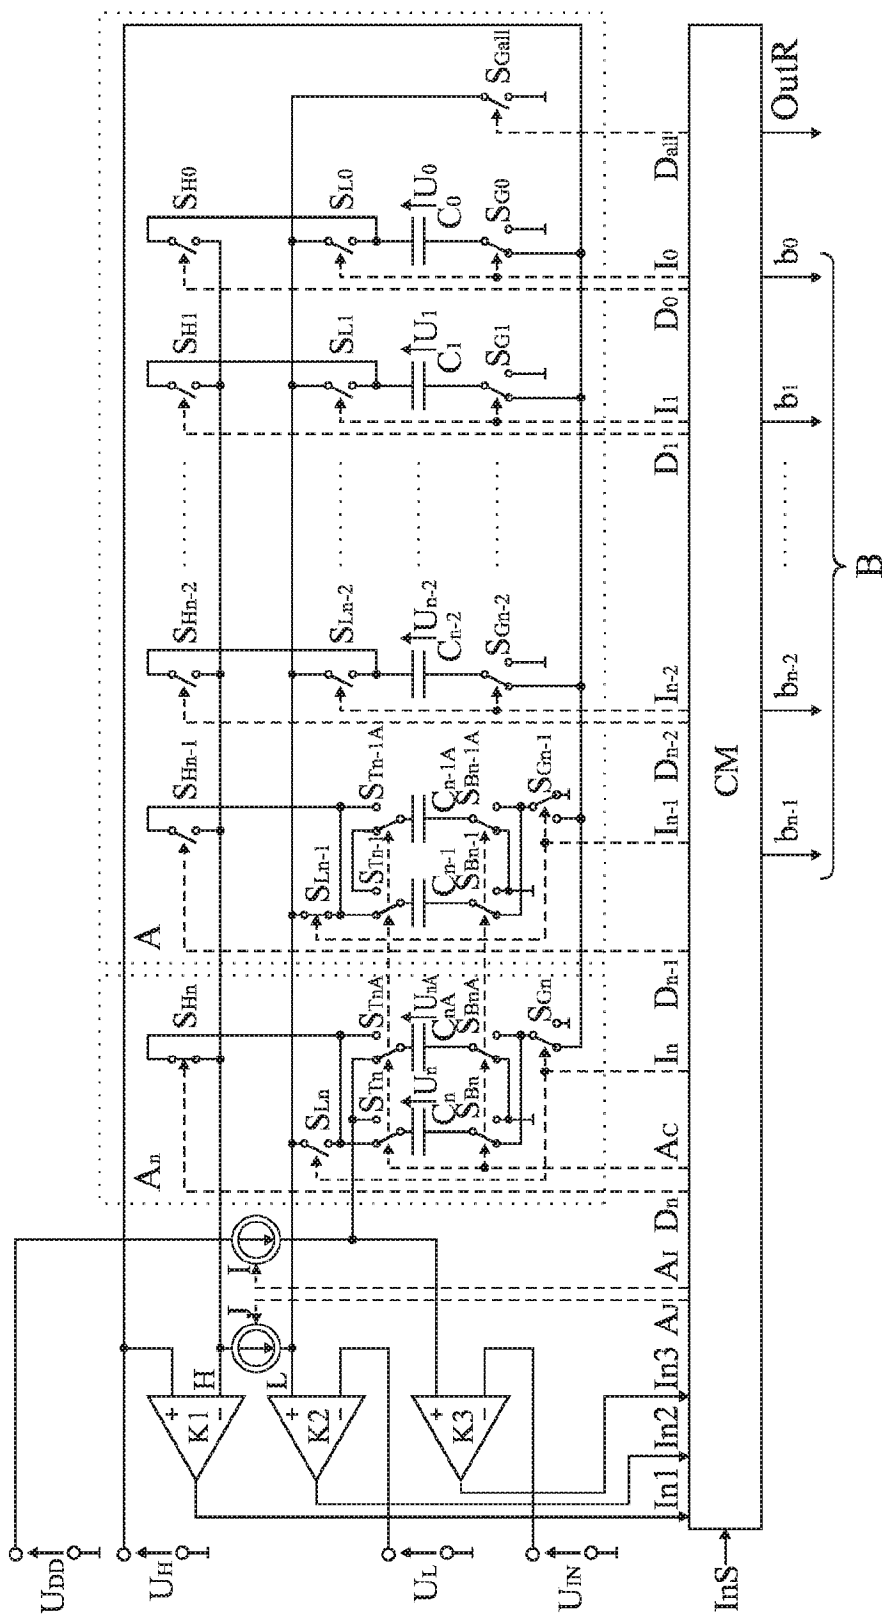 UDD
UH
UL
UIN
K1
K2
K3
+
−
+
−
+
−
H
L
J
I
An
A
SHn
SHn-1
SHn-2
SH1
SH0
SLn
SLn-1
SLn-2
SL1
SL0
SGall
STn
STnA
STn-1
STn-1A
Un
UnA
Un-2
U1
U0
Cn
CnA
Cn-1
Cn-1A
Cn-2
C1
C0
SBn
SBnA
SBn-1
SBn-1A
SGn
SGn-1
SGn-2
SG1
SG0
In1
In2
In3
AJ
AI
Dn
AC
In
Dn-1
In-1
Dn-2
In-2
D1
I1
D0
I0
Dall
InS
CM
bn-1
bn-2
b1
b0
OutR
B